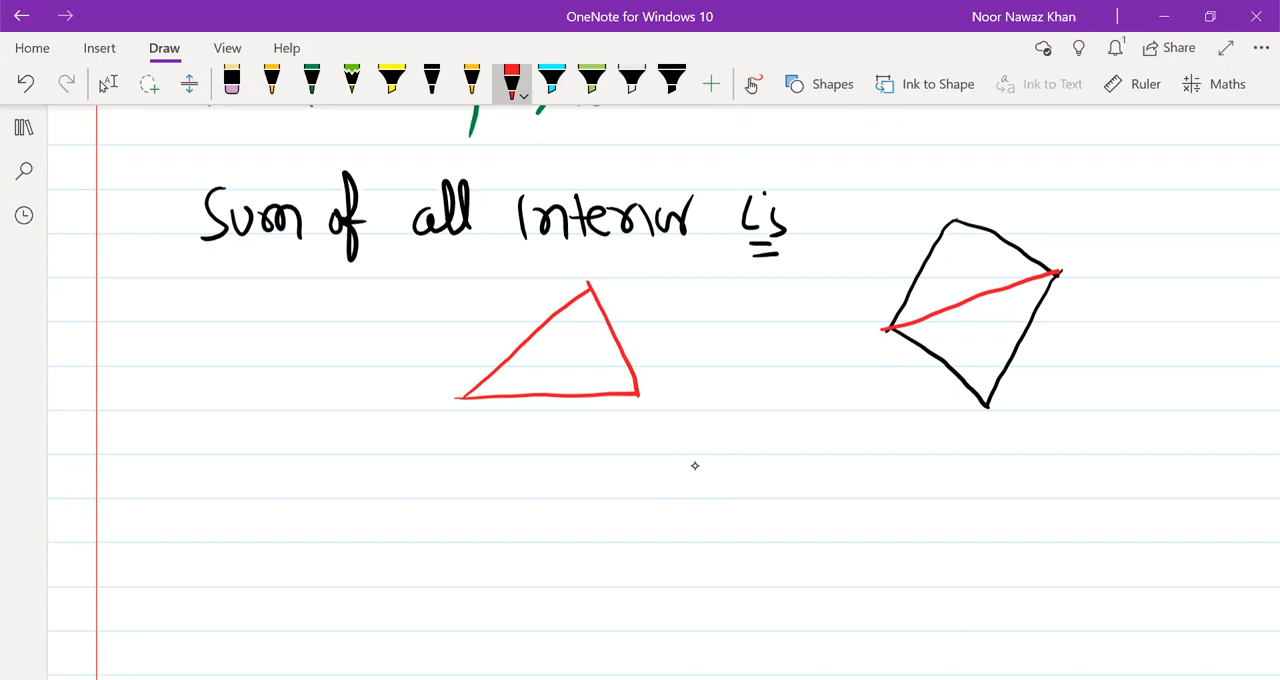 OneNote for Windows 10
Noor Nawaz Khan
Home Insert Draw View Help
1
Share
Shapes Ink to Shape Ink to Text Ruler Maths
Sum of all interior ∠s